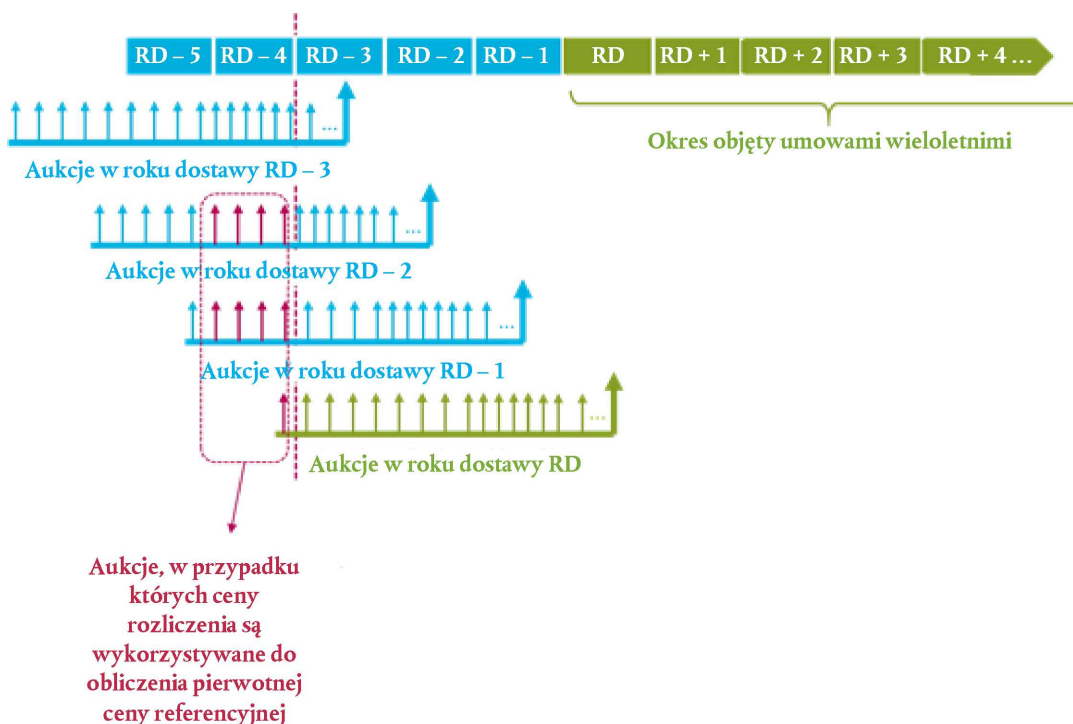 RD – 5 RD – 4 RD – 3 RD – 2 RD – 1 RD RD + 1 RD + 2 RD + 3 RD + 4 ...
...
Okres objęty umowami wieloletnimi
Aukcje w roku dostawy RD – 3
...
Aukcje w roku dostawy RD – 2
...
Aukcje w roku dostawy RD – 1
...
Aukcje w roku dostawy RD
Aukcje, w przypadku
których ceny
rozliczenia są
wykorzystywane do
obliczenia pierwotnej
ceny referencyjnej